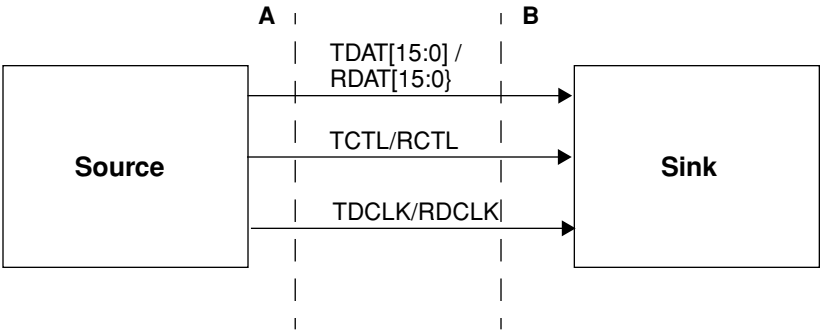 A B
TDAT[15:0] /
RDAT[15:0}
TCTL/RCTL
Source Sink
TDCLK/RDCLK